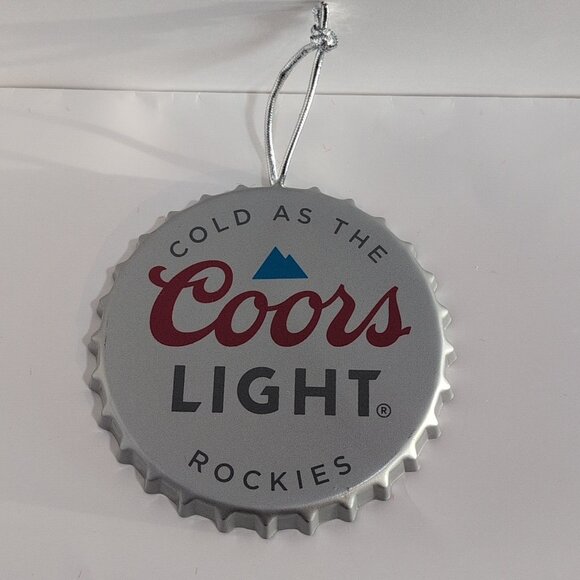 COLD AS THE
Coors
LIGHT®
ROCKIES